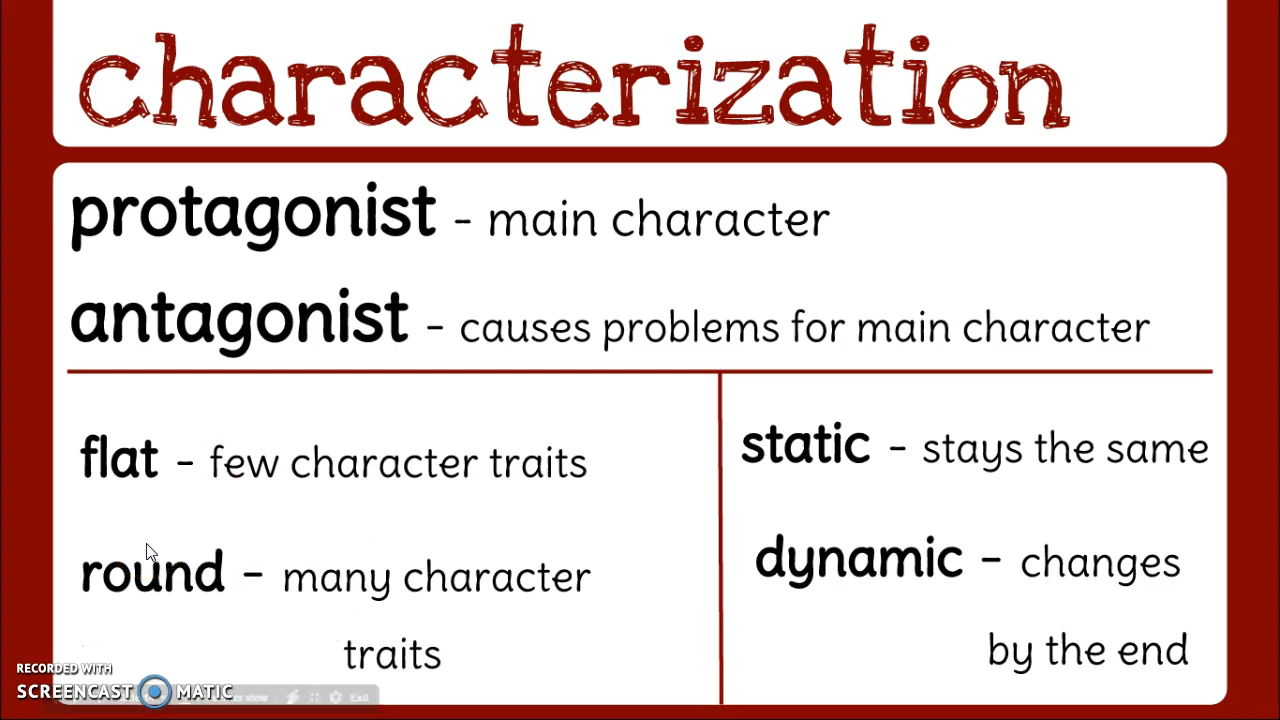 characterization
protagonist - main character
antagonist - causes problems for main character
flat - few character traits
round - many character
traits
static - stays the same
dynamic - changes
by the end
RECORDED WITH
SCREENCAST MATIC
Exit